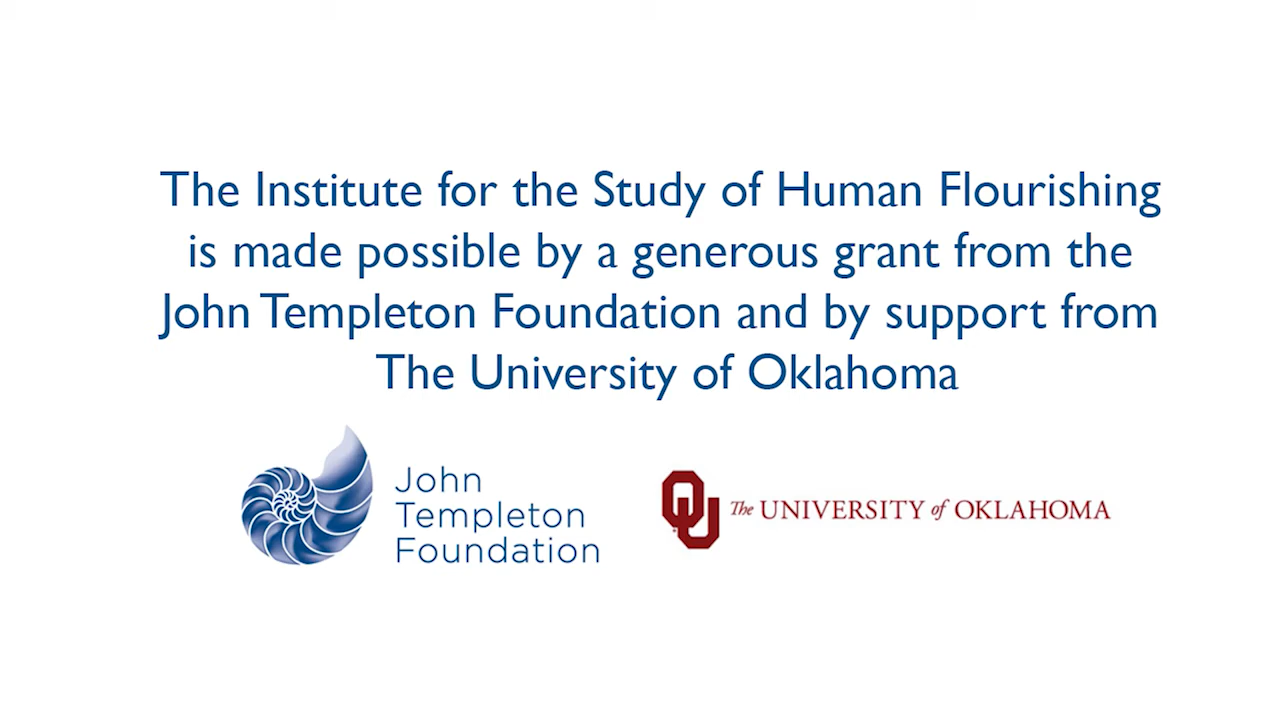 The Institute for the Study of Human Flourishing
is made possible by a generous grant from the
John Templeton Foundation and by support from
The University of Oklahoma
John
Templeton
Foundation
OU The UNIVERSITY of OKLAHOMA